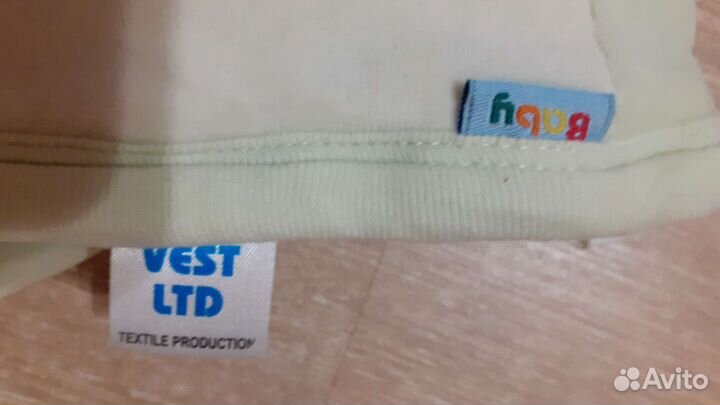 Baby
VEST
LTD
TEXTILE PRODUCTION
Avito